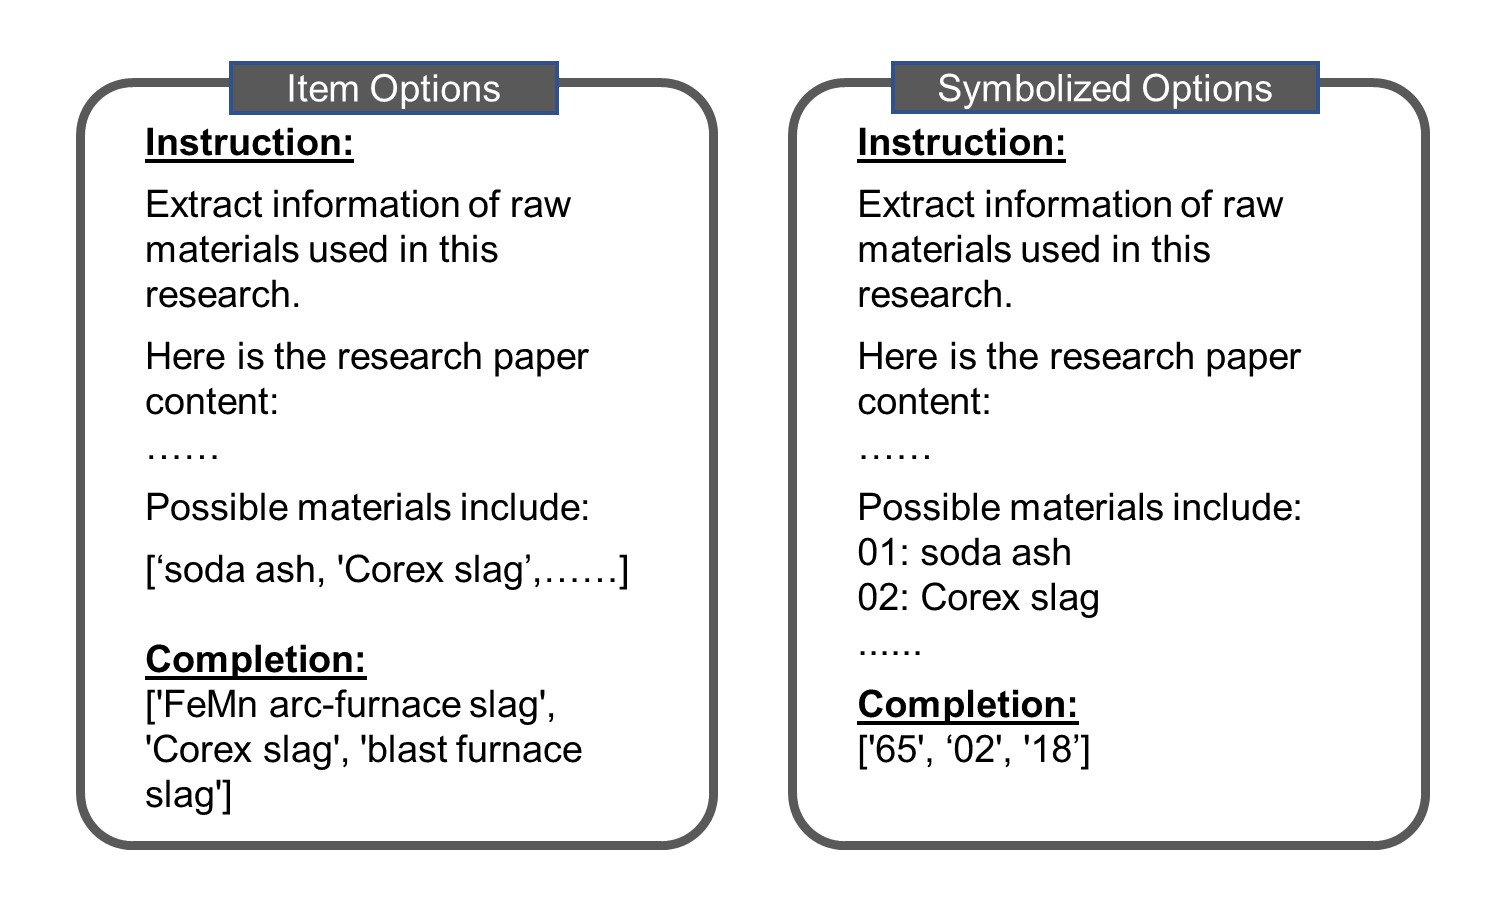 Item Options
Instruction:
Extract information of raw
materials used in this
research.
Here is the research paper
content:
……
Possible materials include:
[‘soda ash, 'Corex slag’,……]
Completion:
['FeMn arc-furnace slag',
'Corex slag', 'blast furnace
slag']
Symbolized Options
Instruction:
Extract information of raw
materials used in this
research.
Here is the research paper
content:
……
Possible materials include:
01: soda ash
02: Corex slag
......
Completion:
['65', ‘02', '18’]